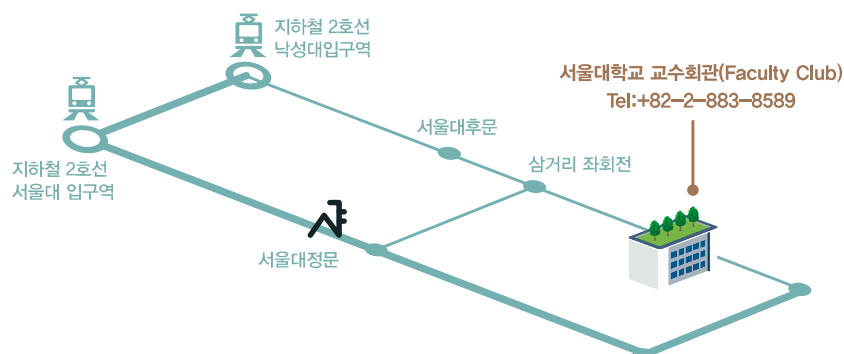 지하철 2호선
낙성대입구역
서울대학교 교수회관(Faculty Club)
Tel:+82-2-883-8589
서울대후문
삼거리 좌회전
지하철 2호선
서울대 입구역
서울대정문